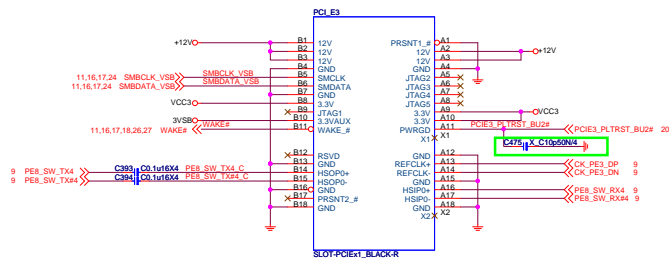 PCI_E3
+12V B1 12V PRSNT1_# A1
B2 12V 12V A2 +12V
B3 12V 12V A3
B4 GND GND A4
11,16,17,24 SMBCLK_VSB SMBCLK_VSB B5 SMCLK JTAG2 A5
11,16,17,24 SMBDATA_VSB SMBDATA_VSB B6 SMDATA JTAG3 A6
B7 GND JTAG4 A7
VCC3 B8 3.3V JTAG5 A8
B9 JTAG1 3.3V A9 VCC3
3VSB B10 3.3VAUX 3.3V A10
11,16,17,18,26,27 WAKE# WAKE# B11 WAKE_# PWRGD A11 PCIE3_PLTRST_BU2# PCIE3_PLTRST_BU2# 20
X1 X1
C475 X_C10p50N/4
B12 RSVD GND A12
B13 GND REFCLK+ A13 CK_PE3_DP 9
9 PE8_SW_TX4 C393 C0.1u16X4 PE8_SW_TX4_C B14 HSOP0+ REFCLK- A14 CK_PE3_DN 9
9 PE8_SW_TX#4 C394 C0.1u16X4 PE8_SW_TX#4_C B15 HSOP0- GND A15
B16 GND HSIP0+ A16 PE8_SW_RX4 9
B17 PRSNT2_# HSIP0- A17 PE8_SW_RX#4 9
B18 GND GND A18
X2 X2
SLOT-PCIEx1_BLACK-R